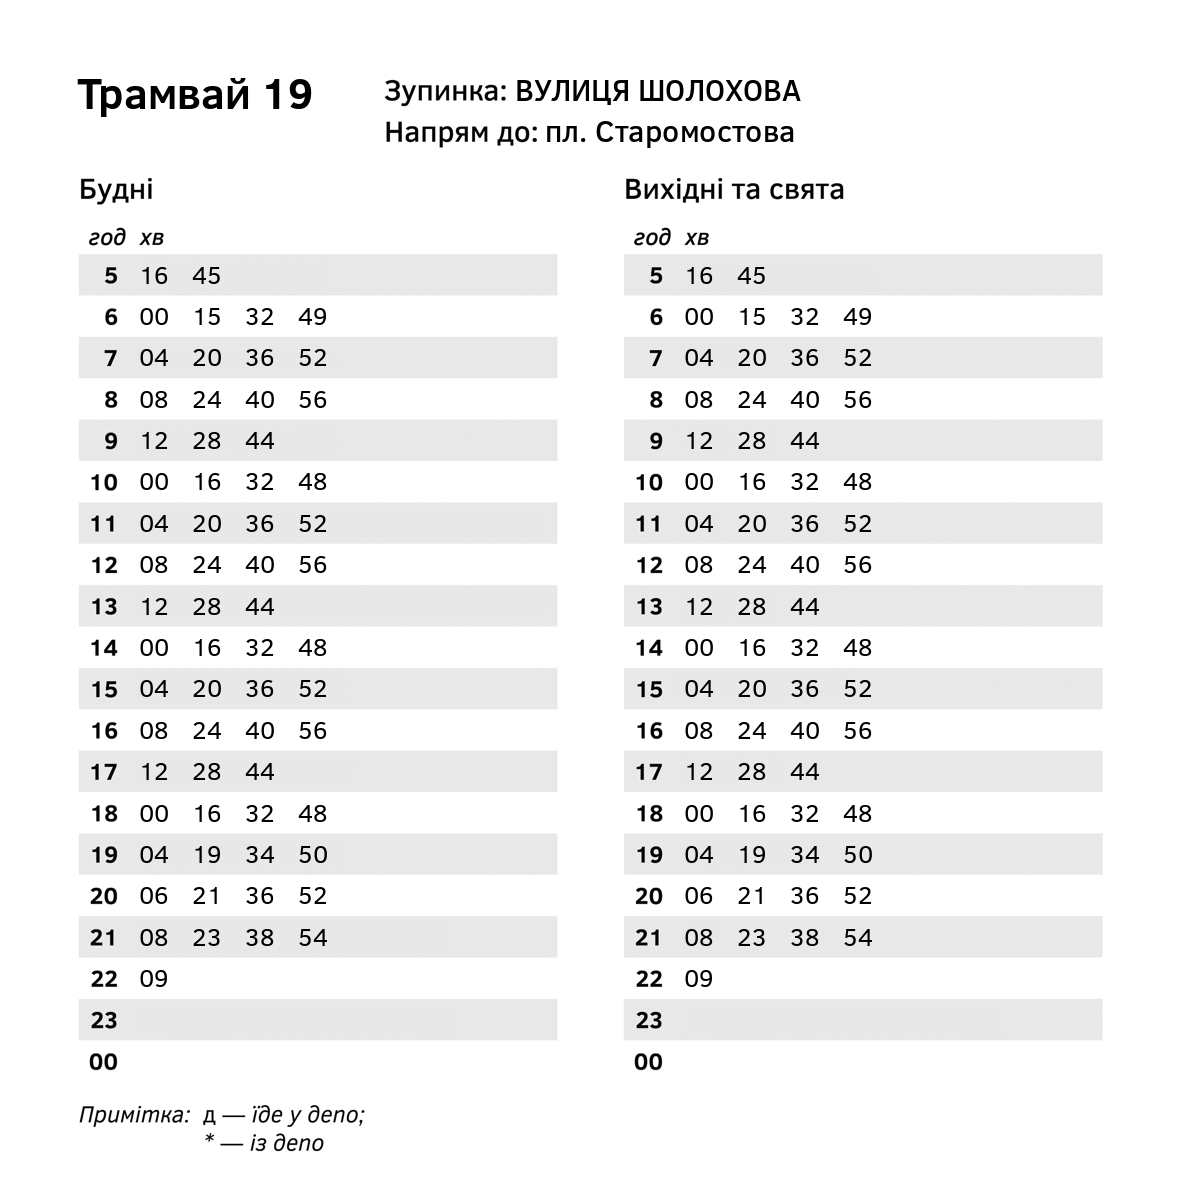 Трамвай 19
Зупинка: ВУЛИЦЯ ШОЛОХОВА
Напрям до: пл. Старомостова
Будні
год хв
5 16 45
6 00 15 32 49
7 04 20 36 52
8 08 24 40 56
9 12 28 44
10 00 16 32 48
11 04 20 36 52
12 08 24 40 56
13 12 28 44
14 00 16 32 48
15 04 20 36 52
16 08 24 40 56
17 12 28 44
18 00 16 32 48
19 04 19 34 50
20 06 21 36 52
21 08 23 38 54
22 09
23
00
Вихідні та свята
год хв
5 16 45
6 00 15 32 49
7 04 20 36 52
8 08 24 40 56
9 12 28 44
10 00 16 32 48
11 04 20 36 52
12 08 24 40 56
13 12 28 44
14 00 16 32 48
15 04 20 36 52
16 08 24 40 56
17 12 28 44
18 00 16 32 48
19 04 19 34 50
20 06 21 36 52
21 08 23 38 54
22 09
23
00
Примітка: д — їде у депо;
* — із депо